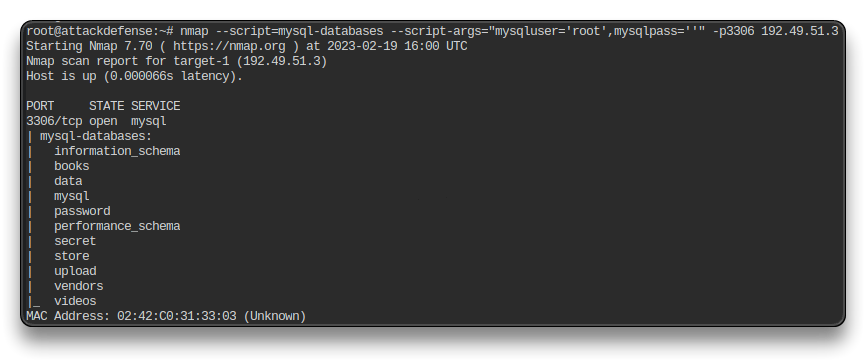 root@attackdefense:~# nmap --script=mysql-databases --script-args="mysqluser='root',mysqlpass=''" -p3306 192.49.51.3
Starting Nmap 7.70 ( https://nmap.org ) at 2023-02-19 16:00 UTC
Nmap scan report for target-1 (192.49.51.3)
Host is up (0.000066s latency).

PORT     STATE SERVICE
3306/tcp open  mysql
| mysql-databases:
|   information_schema
|   books
|   data
|   mysql
|   password
|   performance_schema
|   secret
|   store
|   upload
|   vendors
|_  videos
MAC Address: 02:42:C0:31:33:03 (Unknown)